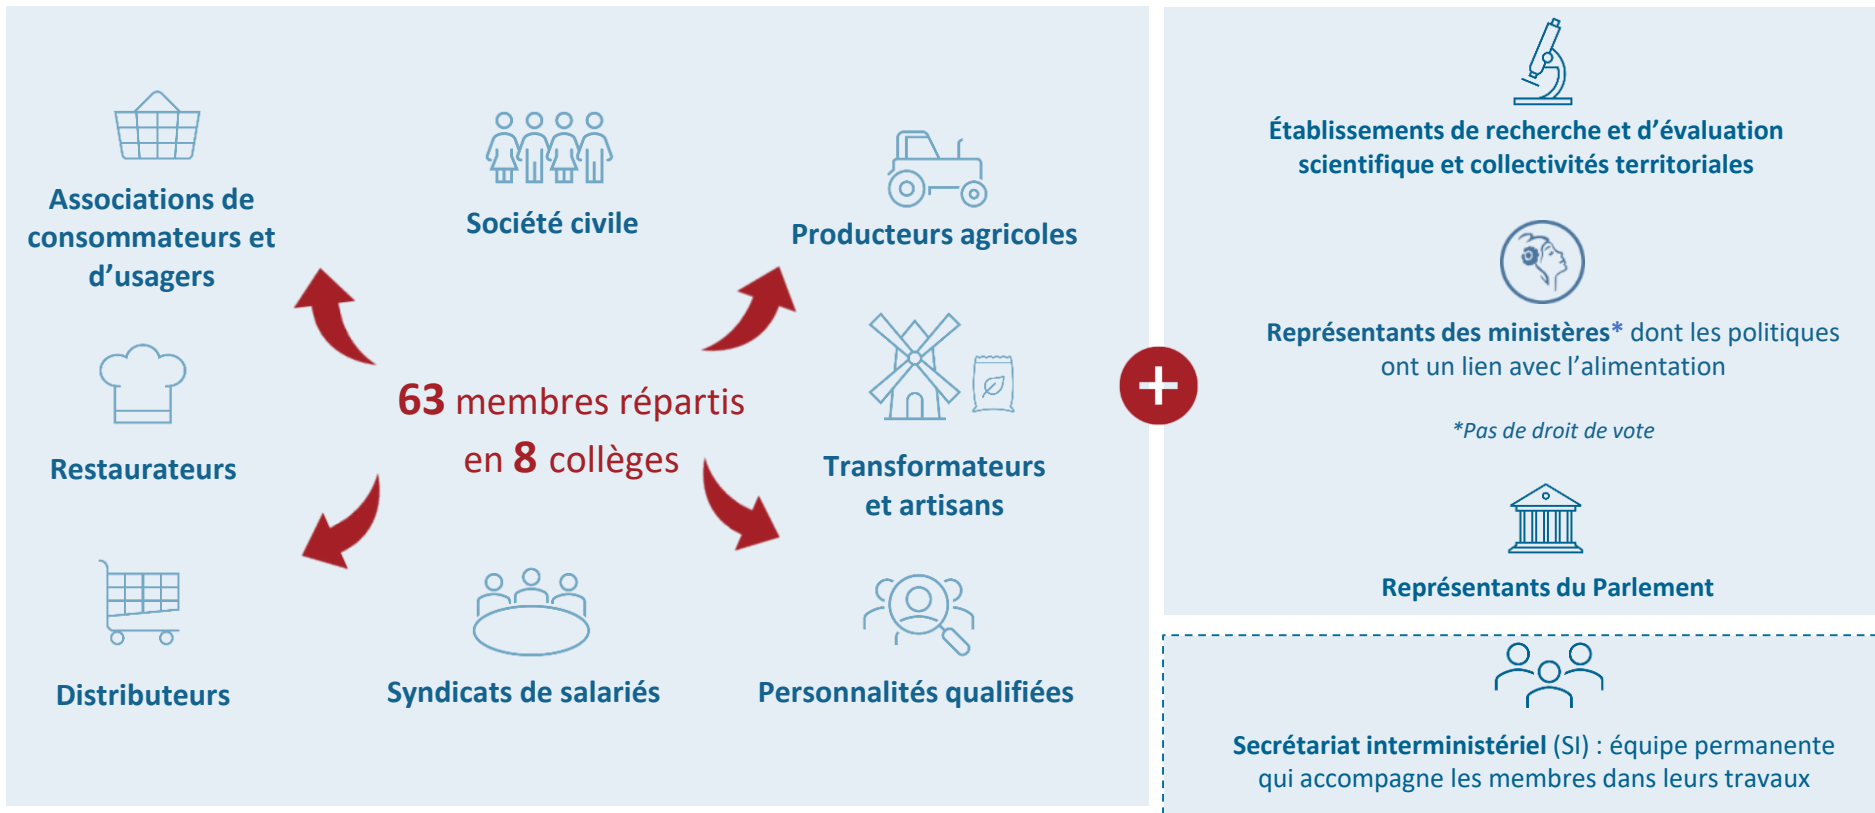 Associations de
consommateurs et
d’usagers
Société civile
Producteurs agricoles
Restaurateurs
63 membres répartis
en 8 collèges
Transformateurs
et artisans
Distributeurs
Syndicats de salariés
Personnalités qualifiées
+
Établissements de recherche et d’évaluation
scientifique et collectivités territoriales
Représentants des ministères* dont les politiques
ont un lien avec l’alimentation
*Pas de droit de vote
Représentants du Parlement
Secrétariat interministériel (SI) : équipe permanente
qui accompagne les membres dans leurs travaux